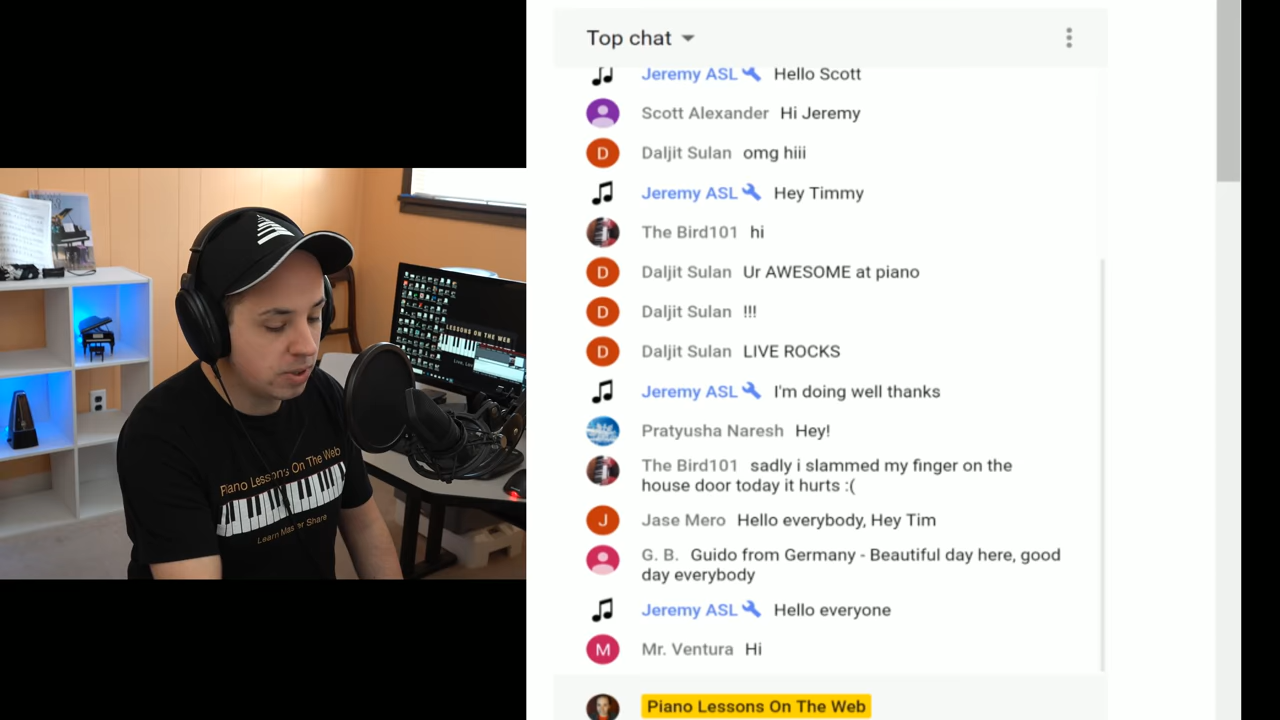 Top chat
Jeremy ASL Hello Scott
Scott Alexander Hi Jeremy
D Daljit Sulan omg hiii
Jeremy ASL Hey Timmy
The Bird101 hi
D Daljit Sulan Ur AWESOME at piano
D Daljit Sulan !!!
D Daljit Sulan LIVE ROCKS
Jeremy ASL I'm doing well thanks
Pratyusha Naresh Hey!
The Bird101 sadly i slammed my finger on the
house door today it hurts :(
J Jase Mero Hello everybody, Hey Tim
G. B. Guido from Germany - Beautiful day here, good
day everybody
Jeremy ASL Hello everyone
M Mr. Ventura Hi
Piano Lessons On The Web
LESSONS ON THE WEB
Piano Lessons On The Web
Learn Master Share